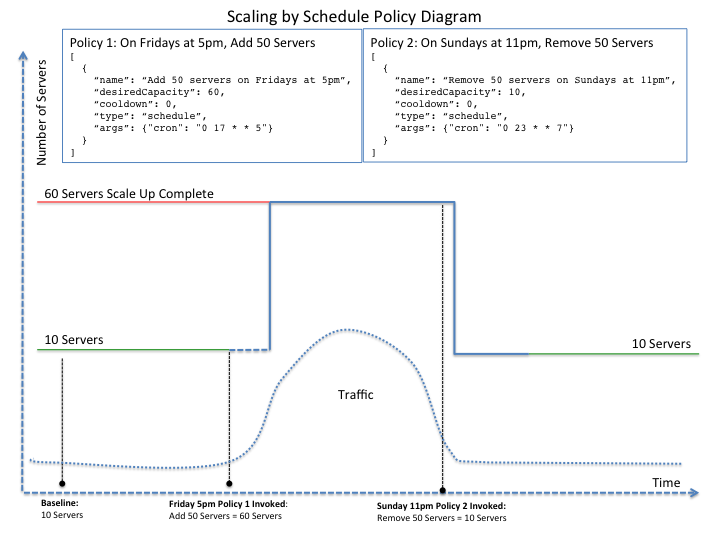 Scaling by Schedule Policy Diagram
Policy 1: On Fridays at 5pm, Add 50 Servers
[
{
“name”: “Add 50 servers on Fridays at 5pm”,
“desiredCapacity”: 60,
“cooldown”: 0,
“type”: “schedule”,
“args”: {"cron": "0 17 * * 5"}
}
]
Policy 2: On Sundays at 11pm, Remove 50 Servers
[
{
“name”: “Remove 50 servers on Sundays at 11pm”,
“desiredCapacity”: 10,
“cooldown”: 0,
“type”: “schedule”,
“args”: {"cron": "0 23 * * 7"}
}
]
Number of Servers
60 Servers Scale Up Complete
10 Servers
10 Servers
Traffic
Time
Baseline:
10 Servers
Friday 5pm Policy 1 Invoked:
Add 50 Servers = 60 Servers
Sunday 11pm Policy 2 Invoked:
Remove 50 Servers = 10 Servers